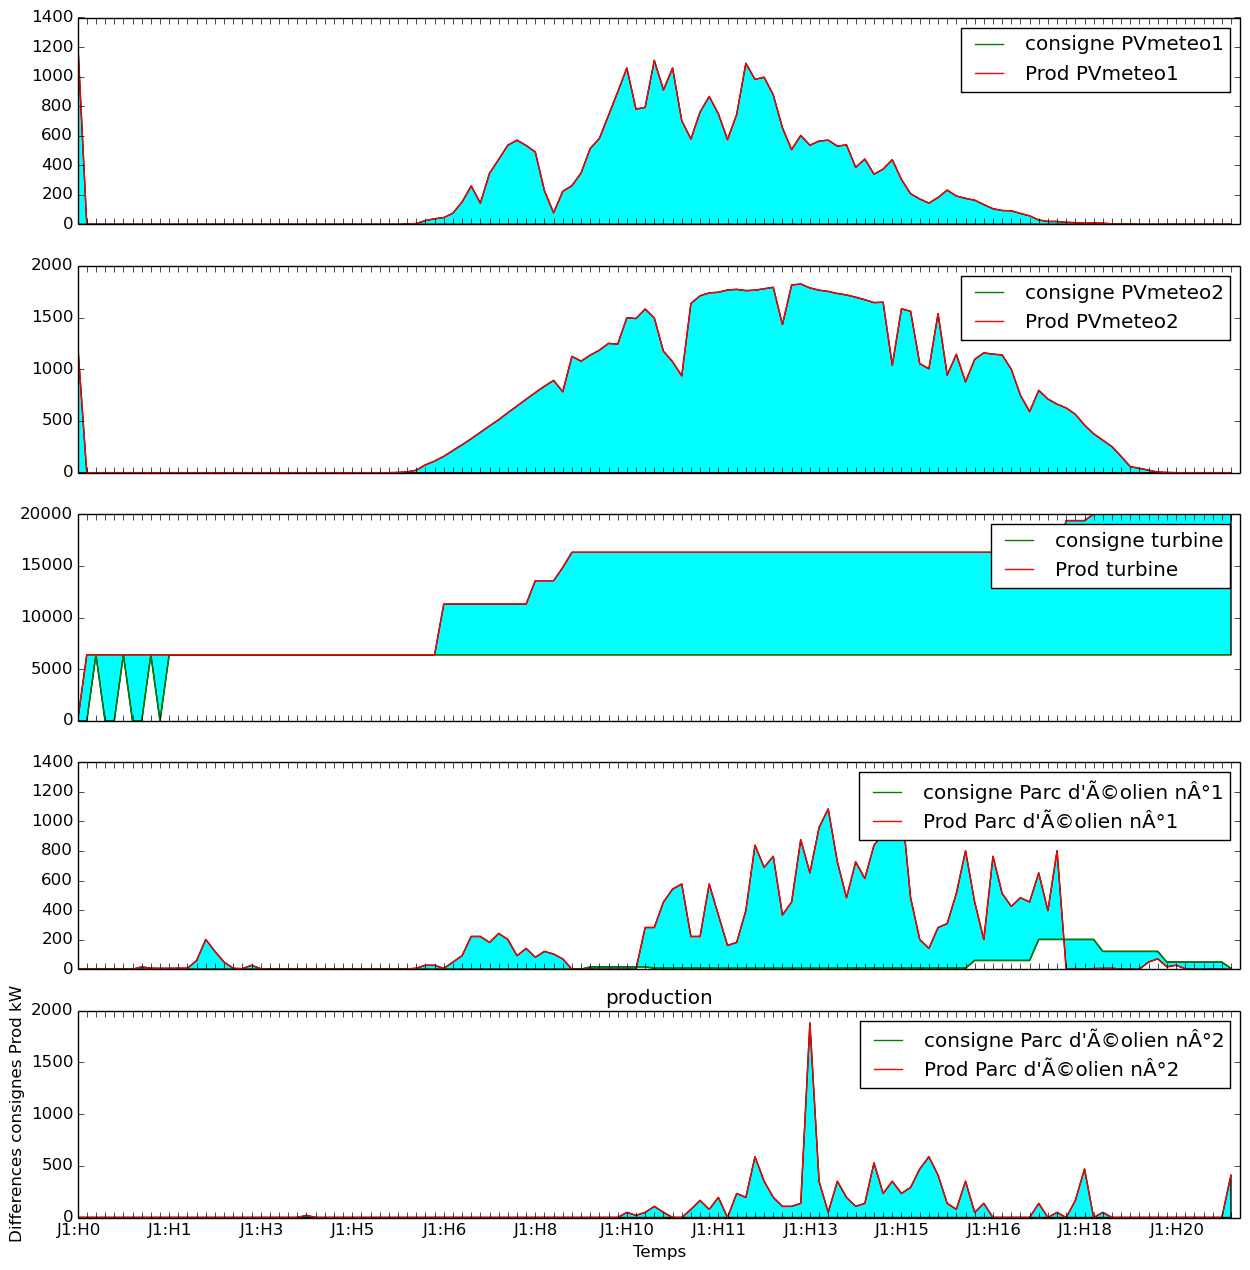 1400
1200
1000
800
600
400
200
0
consigne PVmeteo1
Prod PVmeteo1
2000
1500
1000
500
0
consigne PVmeteo2
Prod PVmeteo2
20000
15000
10000
5000
0
consigne turbine
Prod turbine
1400
1200
1000
800
600
400
200
0
consigne Parc d'Ã©olien nÂ°1
Prod Parc d'Ã©olien nÂ°1
production
2000
1500
1000
500
0
consigne Parc d'Ã©olien nÂ°2
Prod Parc d'Ã©olien nÂ°2
Differences consignes Prod kW
J1:H0 J1:H1 J1:H3 J1:H5 J1:H6 J1:H8 J1:H10 J1:H11 J1:H13 J1:H15 J1:H16 J1:H18 J1:H20
Temps